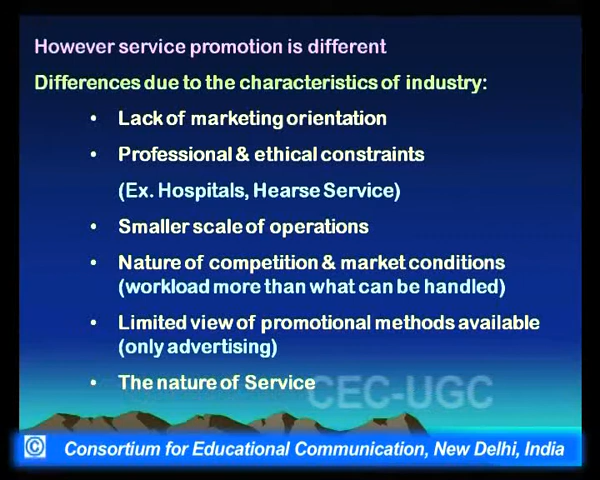 However service promotion is different
Differences due to the characteristics of industry:
• Lack of marketing orientation
• Professional & ethical constraints
(Ex. Hospitals, Hearse Service)
• Smaller scale of operations
• Nature of competition & market conditions
(workload more than what can be handled)
• Limited view of promotional methods available
(only advertising)
• The nature of Service
CEC-UGC
© Consortium for Educational Communication, New Delhi, India